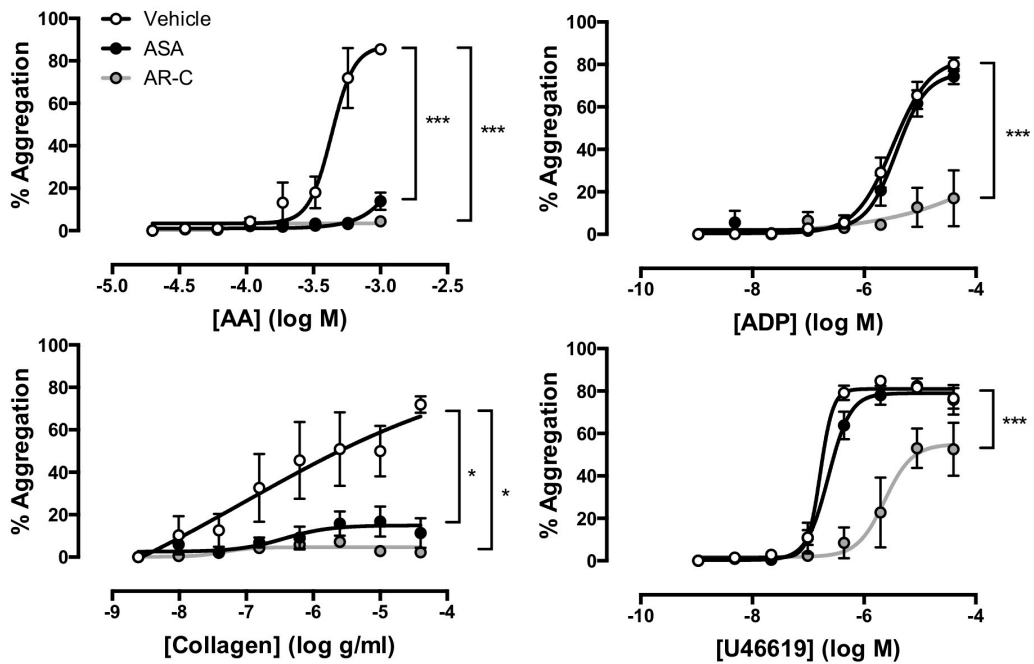 Vehicle
ASA
AR-C
% Aggregation
100
80
60
40
20
0
***
***
-5.0 -4.5 -4.0 -3.5 -3.0 -2.5
[AA] (log M)
% Aggregation
100
80
60
40
20
0
***
-10 -8 -6 -4
[ADP] (log M)
% Aggregation
100
80
60
40
20
0
*
*
-9 -8 -7 -6 -5 -4
[Collagen] (log g/ml)
% Aggregation
100
80
60
40
20
0
***
-10 -8 -6 -4
[U46619] (log M)